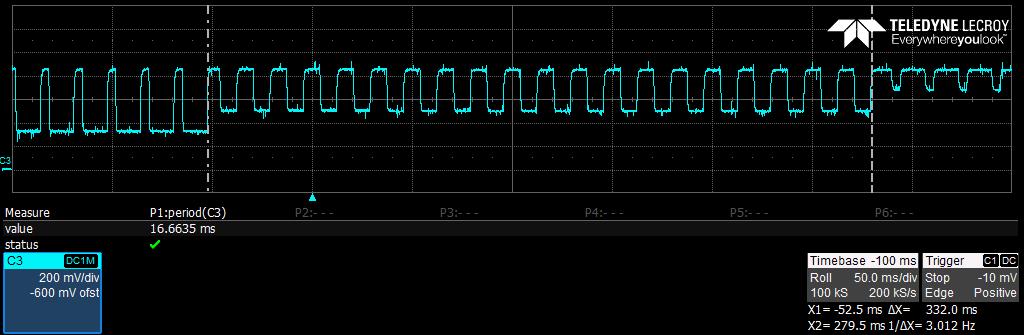 TELEDYNE LECROY
Everywhereyoulook™
C3
Measure P1:period(C3) P2:- - - P3:- - - P4:- - - P5:- - - P6:- - -
value 16.6635 ms
status
C3 DC1M
200 mV/div
-600 mV ofst
Timebase -100 ms
Roll 50.0 ms/div
100 kS 200 kS/s
Trigger C1 DC
Stop -10 mV
Edge Positive
X1= -52.5 ms ΔX= 332.0 ms
X2= 279.5 ms 1/ΔX= 3.012 Hz